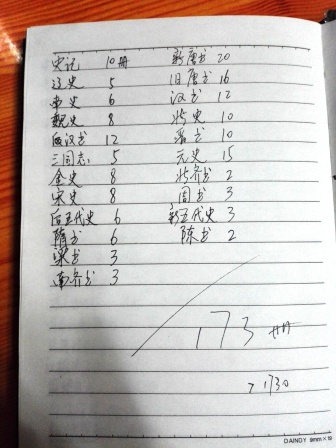 史记 10册
辽史 5
南史 6
魏史 8
后汉书 12
三国志 5
金史 8
宋史 8
旧五代史 6
隋书 6
梁书 3
南齐书 3
新唐书 20
旧唐书 16
汉书 12
北史 10
晋书 10
元史 15
北齐书 2
周书 3
新五代史 3
陈书 2
173册
1730
DAINDY 9mm×18